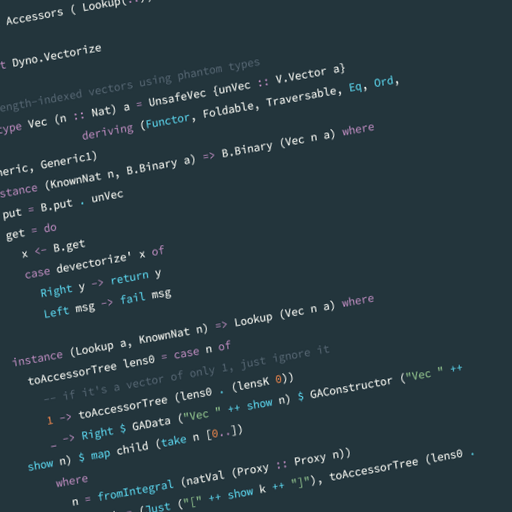 Accessors ( Lookup(
Dyno.Vectorize
ength-indexed vectors using phantom types
type Vec (n :: Nat) a = UnsafeVec {unVec :: V.Vector a}
deriving (Functor, Foldable, Traversable, Eq, Ord,
neric, Generic1)
stance (KnownNat n, B.Binary a) => B.Binary (Vec n a) where
put = B.put . unVec
get = do
x <- B.get
case devectorize' x of
Right y -> return y
Left msg -> fail msg
instance (Lookup a, KnownNat n) => Lookup (Vec n a) where
toAccessorTree lens0 = case n of
-- if it's a vector of only 1, just ignore it
1 -> toAccessorTree (lens0 . (lensK 0))
_ -> Right $ GAData ("Vec " ++ show n) $ GAConstructor ("Vec " ++
show n) $ map child (take n [0..])
where
n = fromIntegral (natVal (Proxy :: Proxy n))
(Just ("[" ++ show k ++ "]"), toAccessorTree (lens0 .